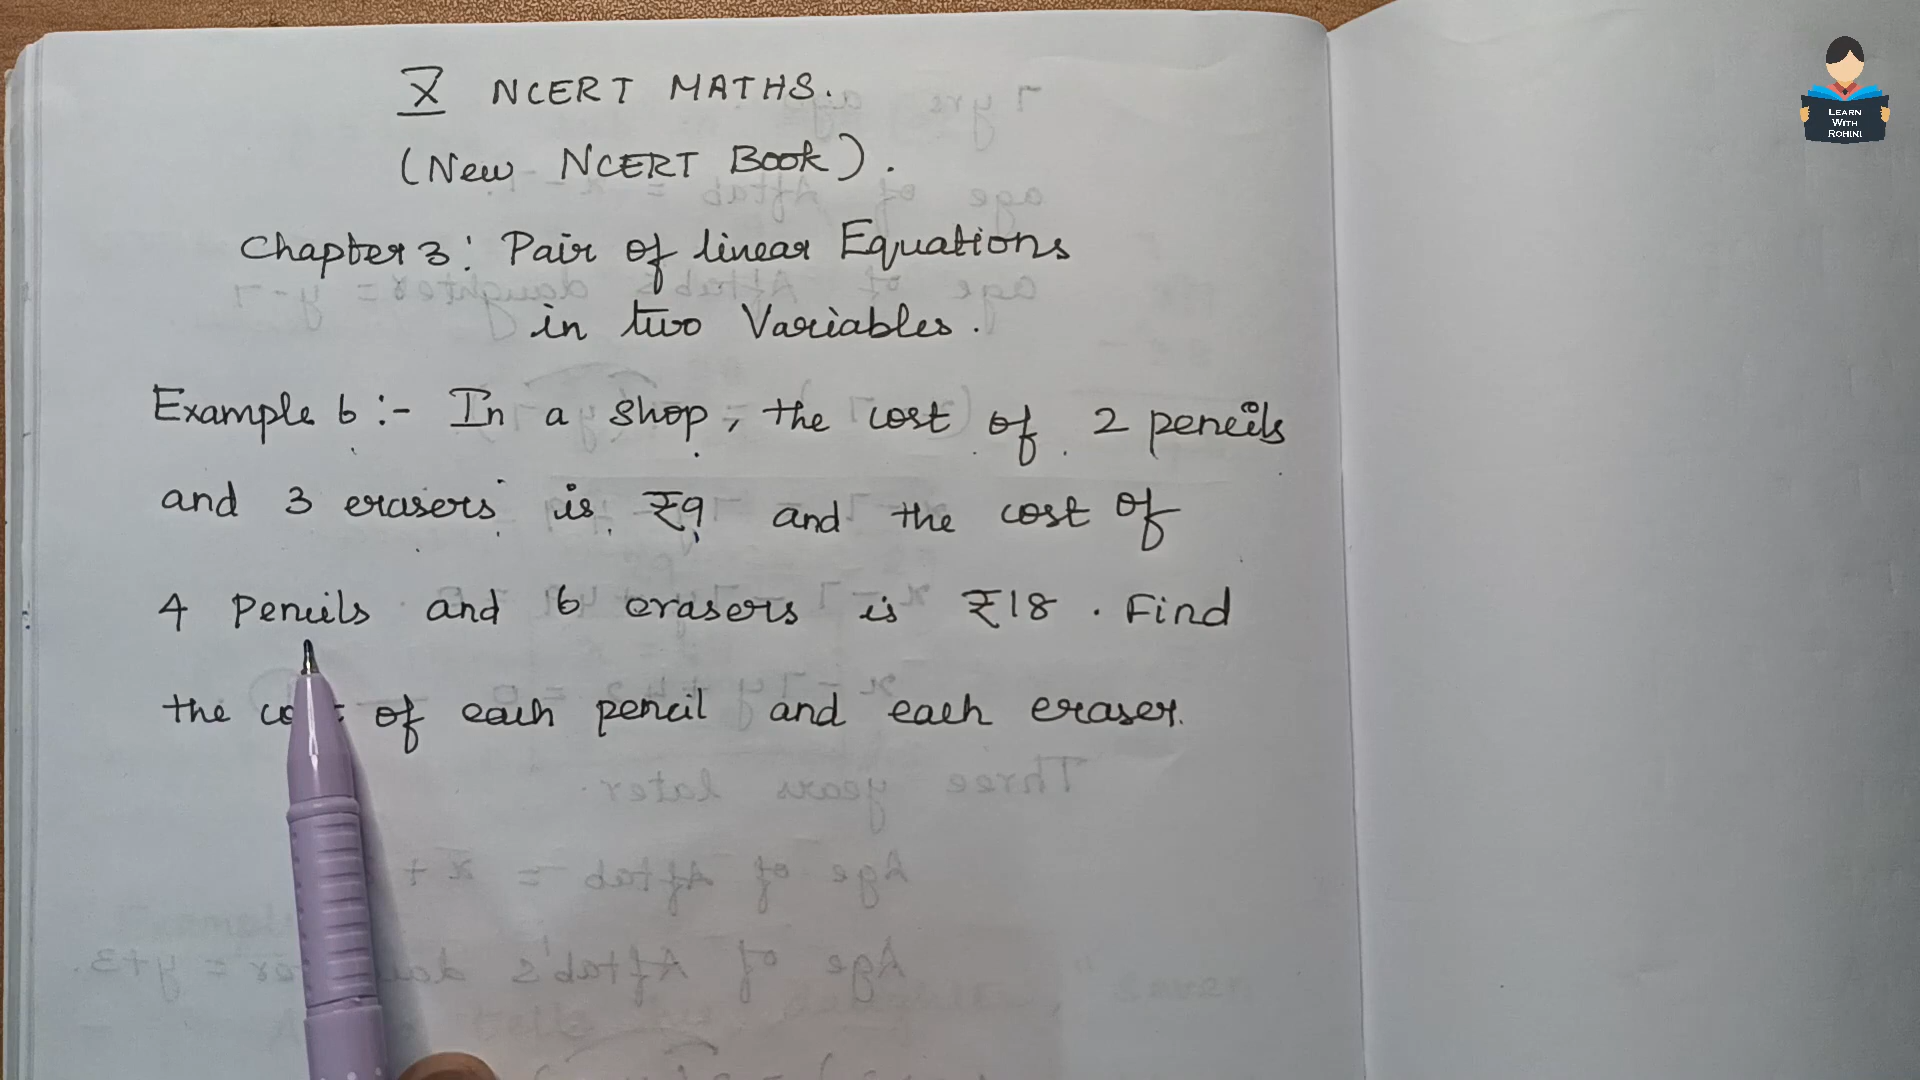 X NCERT MATHS.
(New NCERT Book).
Chapter 3: Pair of linear Equations
in two Variables.
Example 6:- In a shop, the cost of 2 pencils
and 3 erasers is ₹9 and the cost of
4 Pencils and 6 erasers is ₹18. Find
the of each pencil and each eraser.
LEARN
WITH
ROHINI